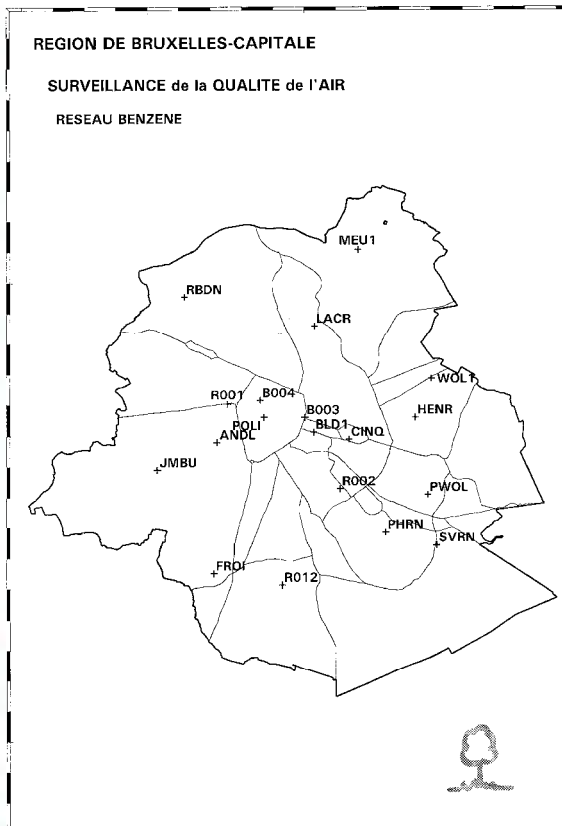 REGION DE BRUXELLES-CAPITALE
SURVEILLANCE de la QUALITE de l'AIR
RESEAU BENZENE
MEU1
RBDN
LACR
WOL1
R001
B004
B003
HENR
POLI
BLD1
CINQ
ANDL
JMBU
R002
PWOL
PHRN
SVRN
FROI
R012